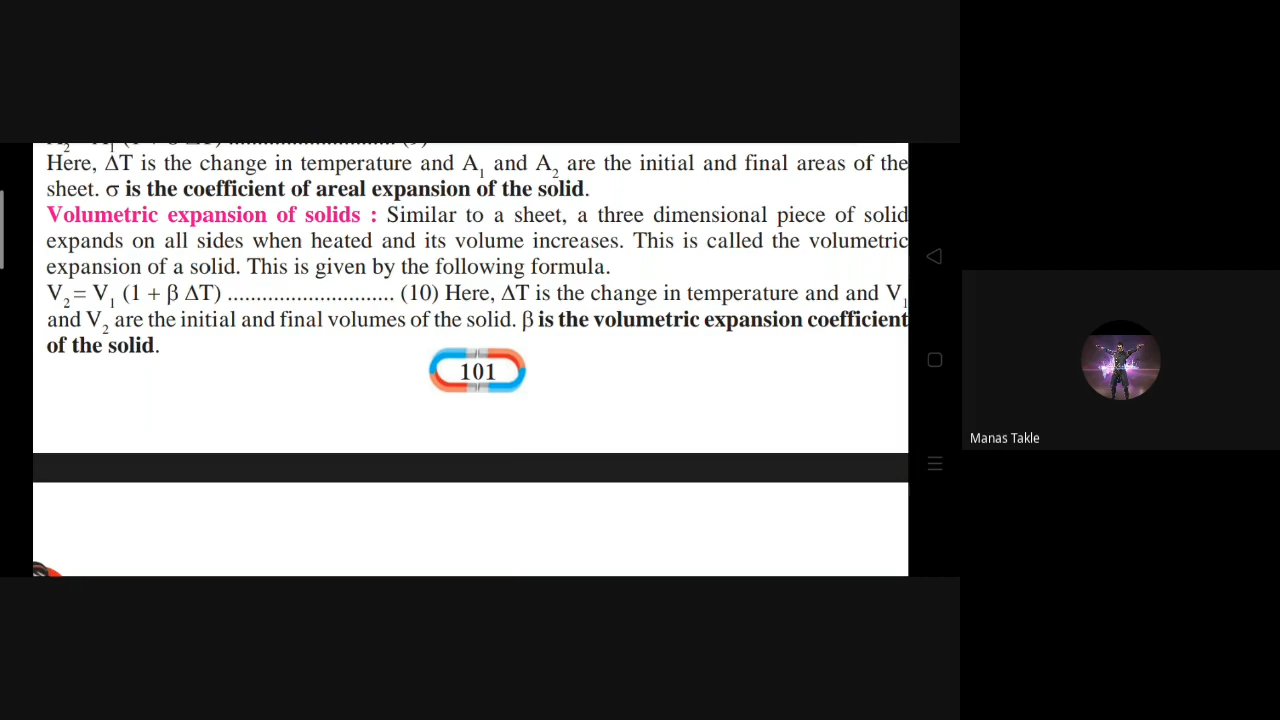 Here, ΔT is the change in temperature and A₁ and A₂ are the initial and final areas of the
sheet. σ is the coefficient of areal expansion of the solid.
Volumetric expansion of solids : Similar to a sheet, a three dimensional piece of solid
expands on all sides when heated and its volume increases. This is called the volumetric
expansion of a solid. This is given by the following formula.
V₂= V₁ (1 + β ΔT) ............................. (10) Here, ΔT is the change in temperature and and V₁
and V₂ are the initial and final volumes of the solid. β is the volumetric expansion coefficient
of the solid.
101
Manas Takle